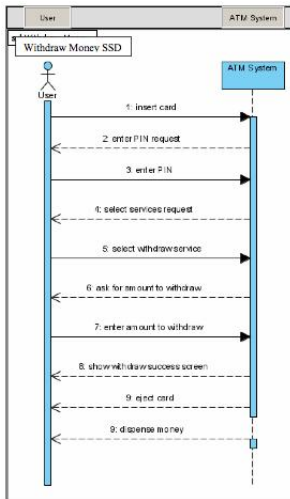 User
ATM System
Withdraw Money SSD
ATM System
User
1: insert card
2: enter PIN request
3: enter PIN
4: select services request
5: select withdraw service
6: ask for amount to withdraw
7: enter amount to withdraw
8: show withdraw success screen
9: eject card
9: dispense money